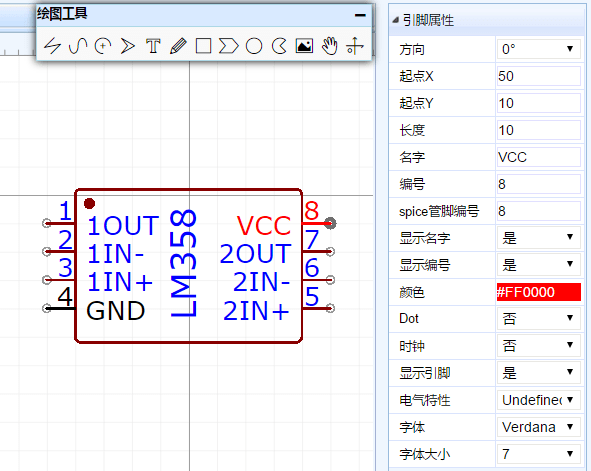 绘图工具
1
2
3
4
1OUT
1IN-
1IN+
GND
LM358
VCC
2OUT
2IN-
2IN+
8
7
6
5
引脚属性
方向 0°
起点X 50
起点Y 10
长度 10
名字 VCC
编号 8
spice管脚编号 8
显示名字 是
显示编号 是
颜色 #FF0000
Dot 否
时钟 否
显示引脚 是
电气特性 Undefined
字体 Verdana
字体大小 7